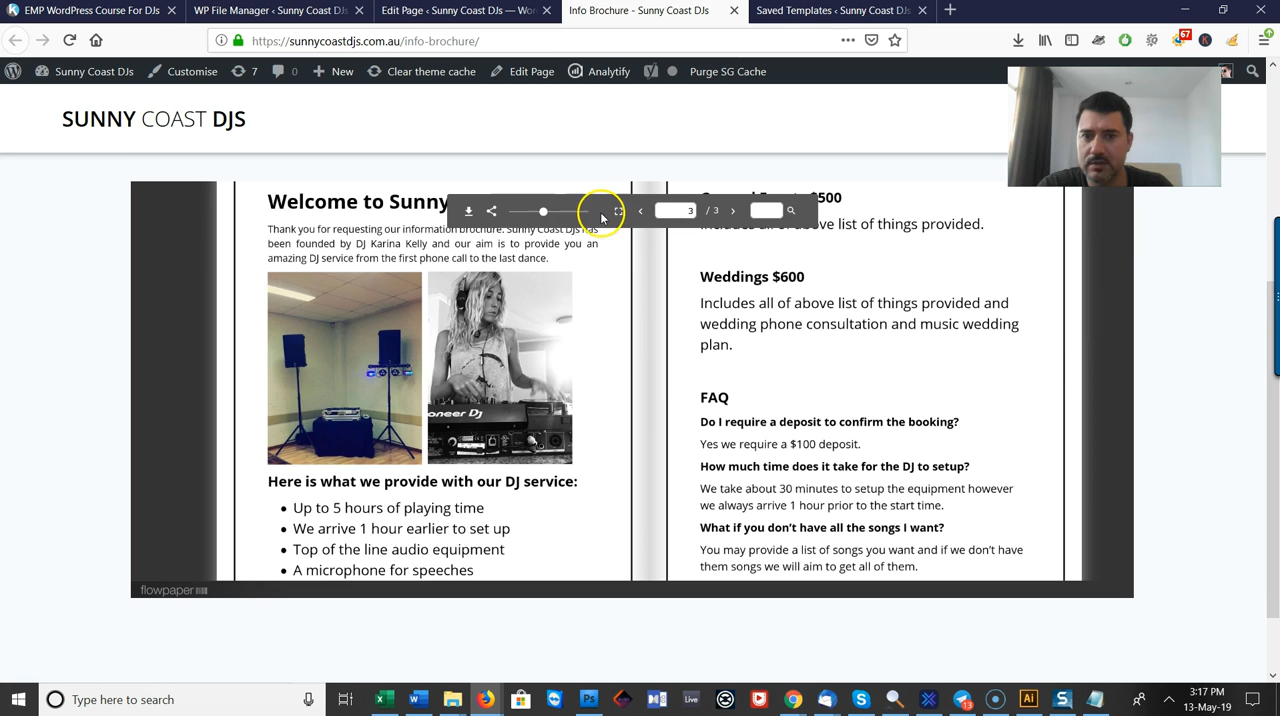 EMP WordPress Course For DJs
WP File Manager ‹ Sunny Coast DJs
Edit Page ‹ Sunny Coast DJs — Wor
Info Brochure - Sunny Coast DJs
Saved Templates ‹ Sunny Coast DJs
https://sunnycoastdjs.com.au/info-brochure/
67
Sunny Coast DJs Customise 7 0 New Clear theme cache Edit Page Analytify Purge SG Cache
SUNNY COAST DJS
3 / 3
Welcome to Sunny
Thank you for requesting our information brochure. Sunny Coast DJs has
been founded by DJ Karina Kelly and our aim is to provide you an
amazing DJ service from the first phone call to the last dance.
Pioneer DJ
Here is what we provide with our DJ service:
• Up to 5 hours of playing time
• We arrive 1 hour earlier to set up
• Top of the line audio equipment
• A microphone for speeches
$500
Includes all of above list of things provided.
Weddings $600
Includes all of above list of things provided and
wedding phone consultation and music wedding
plan.
FAQ
Do I require a deposit to confirm the booking?
Yes we require a $100 deposit.
How much time does it take for the DJ to setup?
We take about 30 minutes to setup the equipment however
we always arrive 1 hour prior to the start time.
What if you don't have all the songs I want?
You may provide a list of songs you want and if we don't have
them songs we will aim to get all of them.
flowpaper
Type here to search
Live
13
3:17 PM
13-May-19